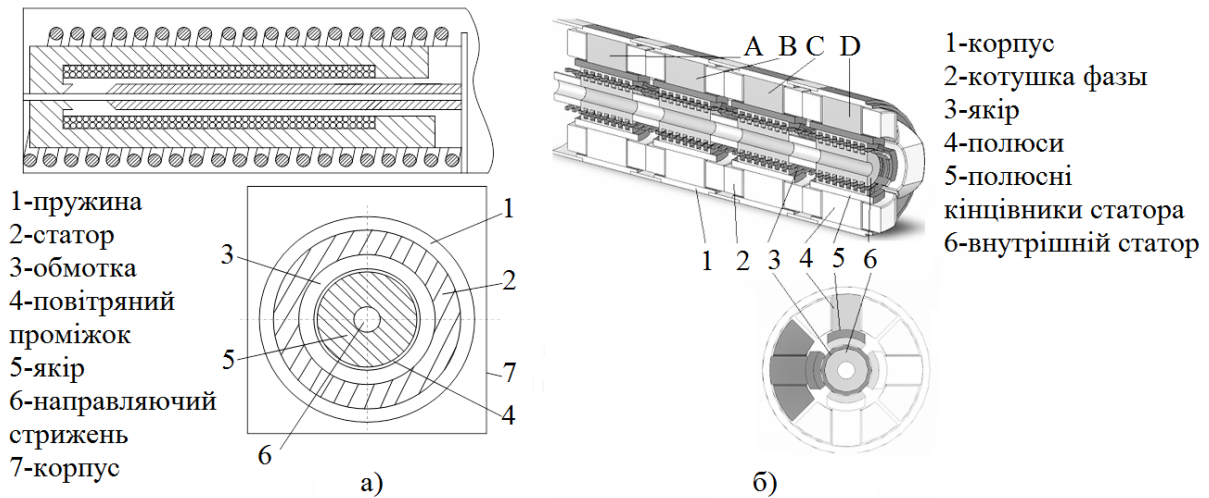 1-пружина
2-статор
3-обмотка
4-повітряний
проміжок
5-якір
6-направляючий
стрижень
7-корпус
1
3
2
5
7
4
6
а)
A B C D
1 2 3 4 5 6
б)
1-корпус
2-котушка фазы
3-якір
4-полюси
5-полюсні
кінцівники статора
6-внутрішній статор